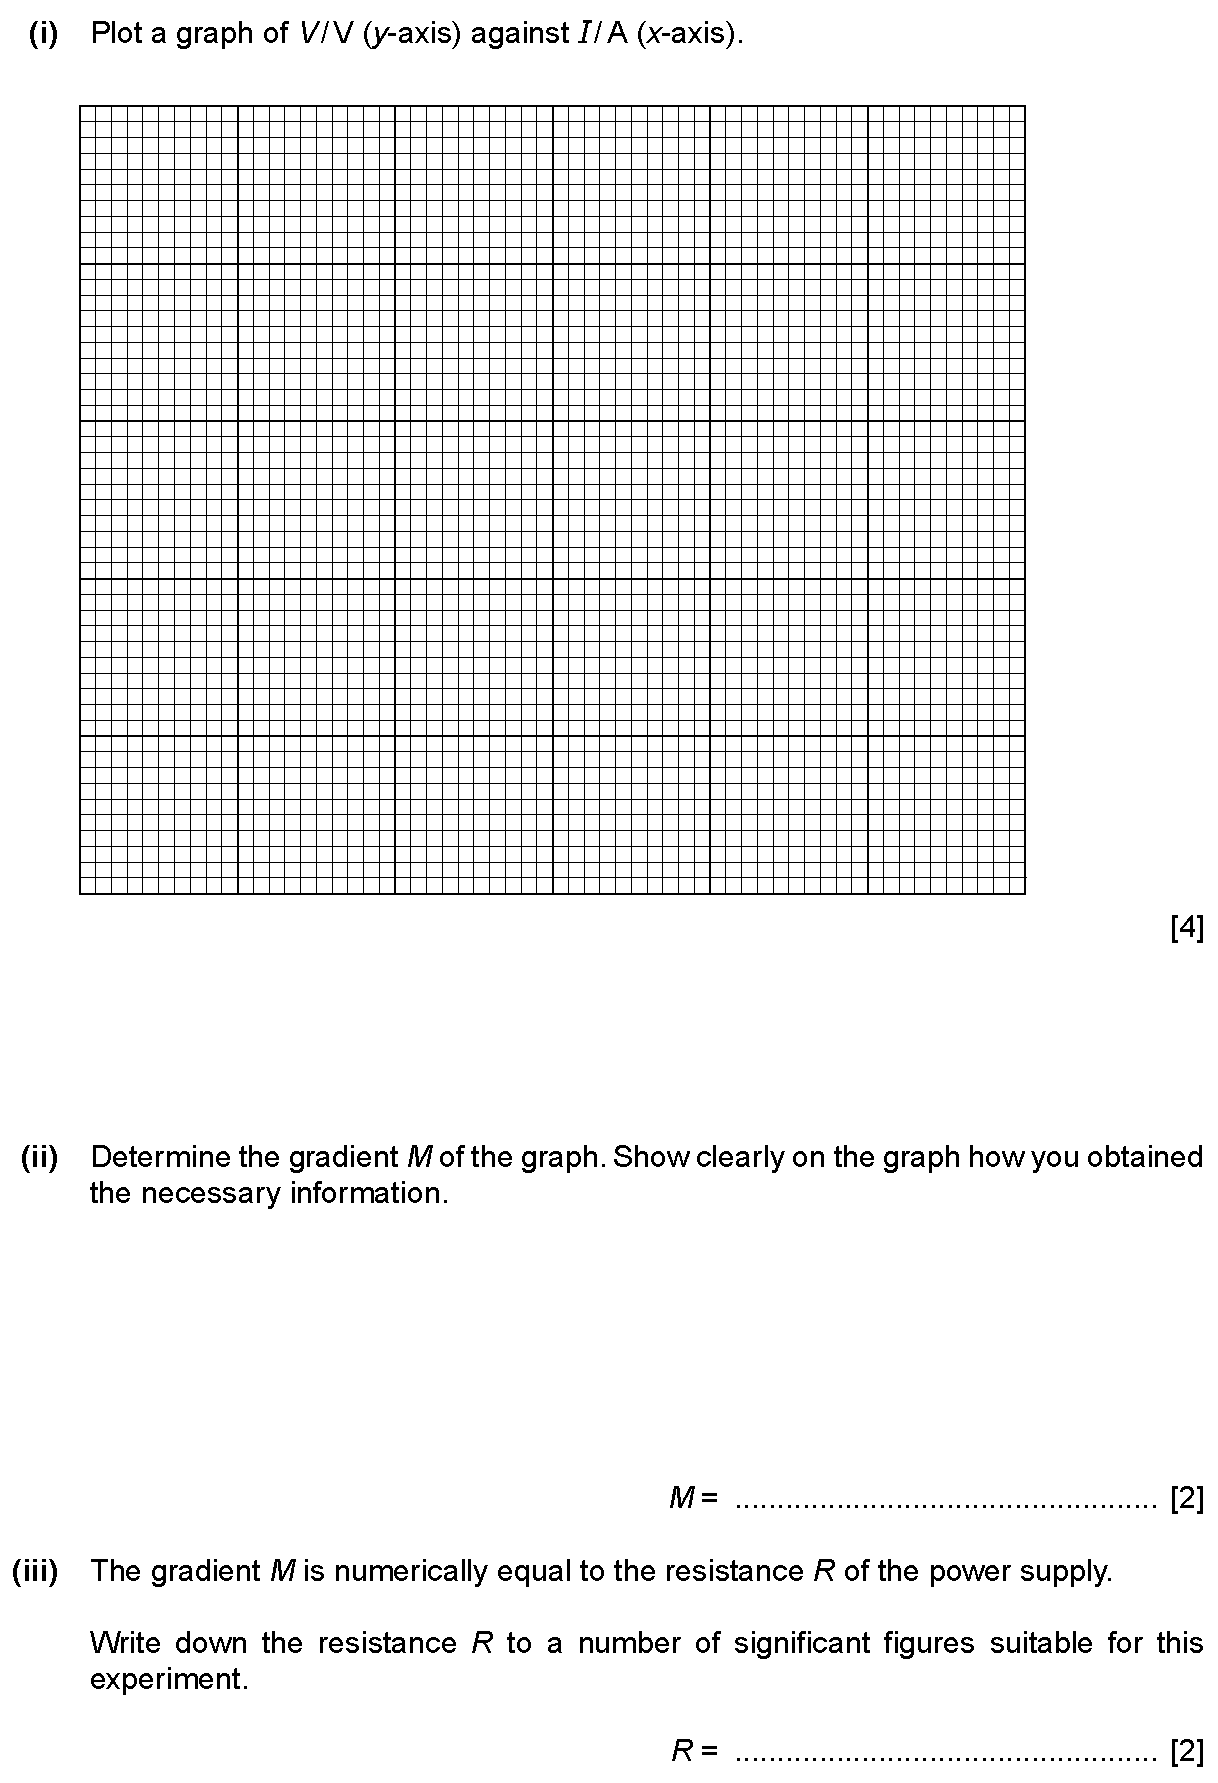 (i) Plot a graph of V/V (y-axis) against I/A (x-axis).
[4]
(ii) Determine the gradient M of the graph. Show clearly on the graph how you obtained
the necessary information.
M = .................................................. [2]
(iii) The gradient M is numerically equal to the resistance R of the power supply.
Write down the resistance R to a number of significant figures suitable for this
experiment.
R = .................................................. [2]